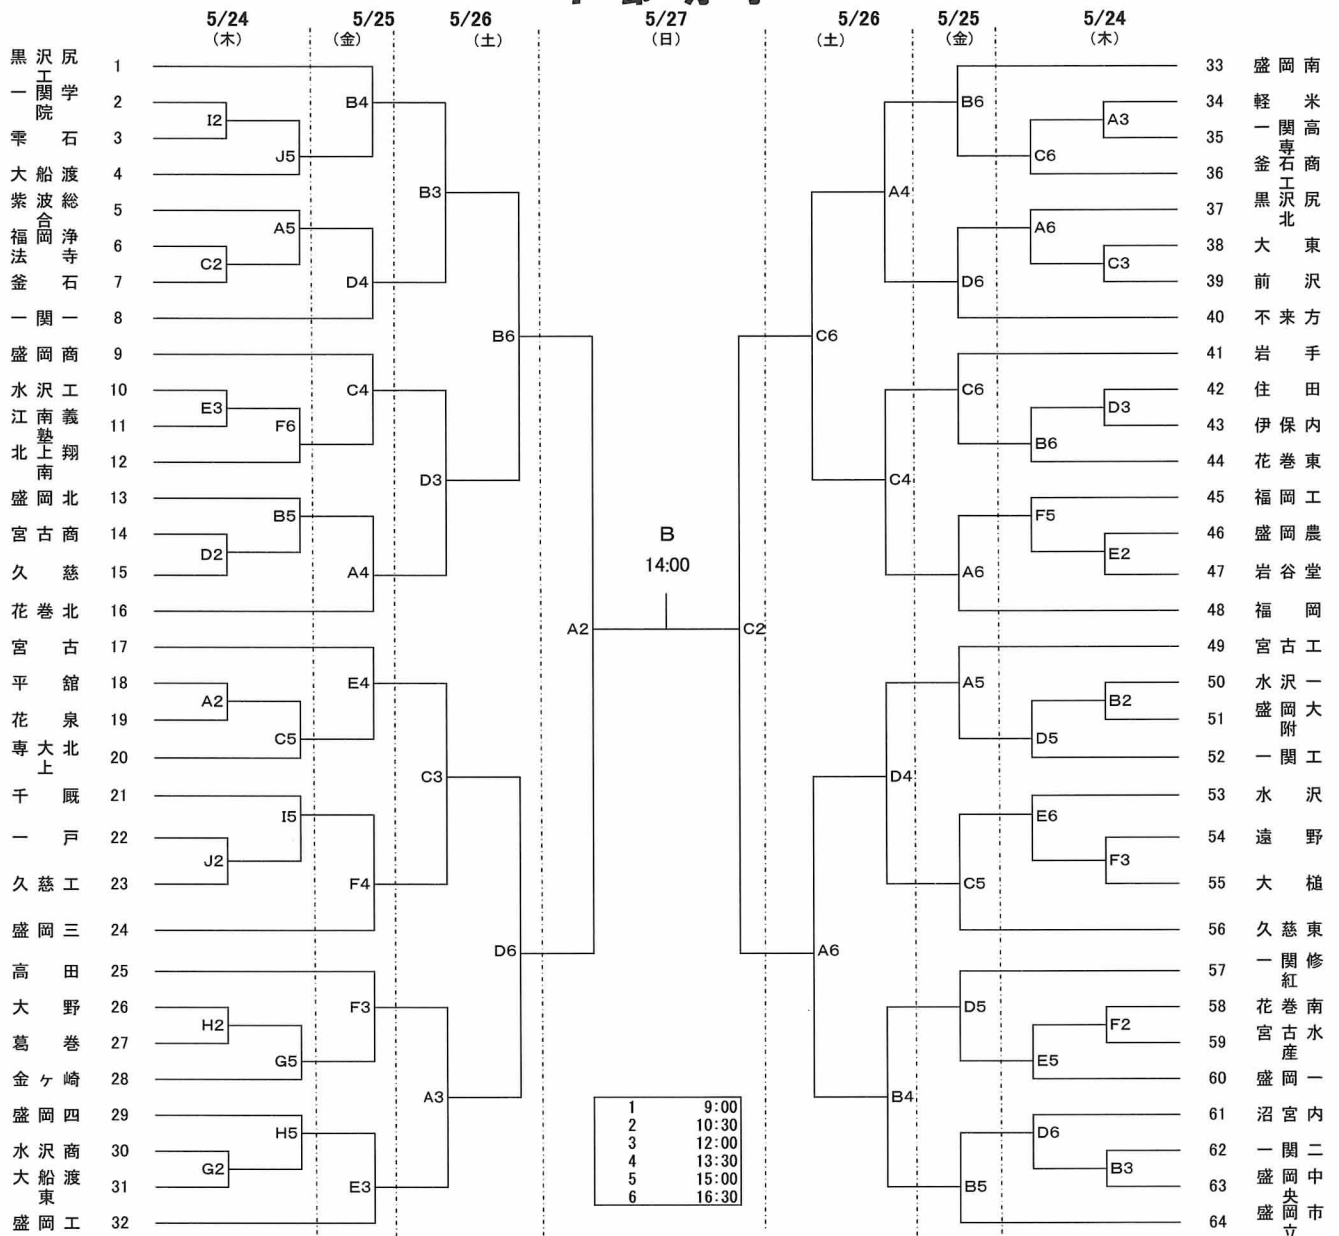 5/24 5/25 5/26 5/27 5/26 5/25 5/24
(木) (金) (土) (日) (土) (金) (木)
黒沢尻工 1
一関学院 2
雫石 3
大船渡 4
紫波総合 5
福岡浄法寺 6
釜石 7
一関一 8
盛岡商 9
水沢工 10
江南義塾 11
北上翔南 12
盛岡北 13
宮古商 14
久慈 15
花巻北 16
宮古 17
平舘 18
花泉 19
専大北上 20
千厩 21
一戸 22
久慈工 23
盛岡三 24
高田 25
大野 26
葛巻 27
金ヶ崎 28
盛岡四 29
水沢商 30
大船渡東 31
盛岡工 32
I2
C2
E3
D2
A2
J2
H2
G2
J5
A5
F6
B5
C5
I5
G5
H5
B4
D4
C4
A4
E4
F4
F3
E3
B3
D3
C3
A3
B6
D6
A2
B
14:00
C2
C6
A6
A4
C4
D4
B4
B6
D6
C6
A6
A5
C5
D5
B5
C6
A6
B6
F5
D5
E6
E5
D6
A3
C3
D3
E2
B2
F3
F2
B3
33 盛岡南
34 軽米
35 一関高専
36 釜石商工
37 黒沢尻北
38 大東
39 前沢
40 不来方
41 岩手
42 住田
43 伊保内
44 花巻東
45 福岡工
46 盛岡農
47 岩谷堂
48 福岡
49 宮古工
50 水沢一
51 盛岡大附
52 一関工
53 水沢
54 遠野
55 大槌
56 久慈東
57 一関修紅
58 花巻南
59 宮古水産
60 盛岡一
61 沼宮内
62 一関二
63 盛岡中央
64 盛岡市立
1 9:00
2 10:30
3 12:00
4 13:30
5 15:00
6 16:30